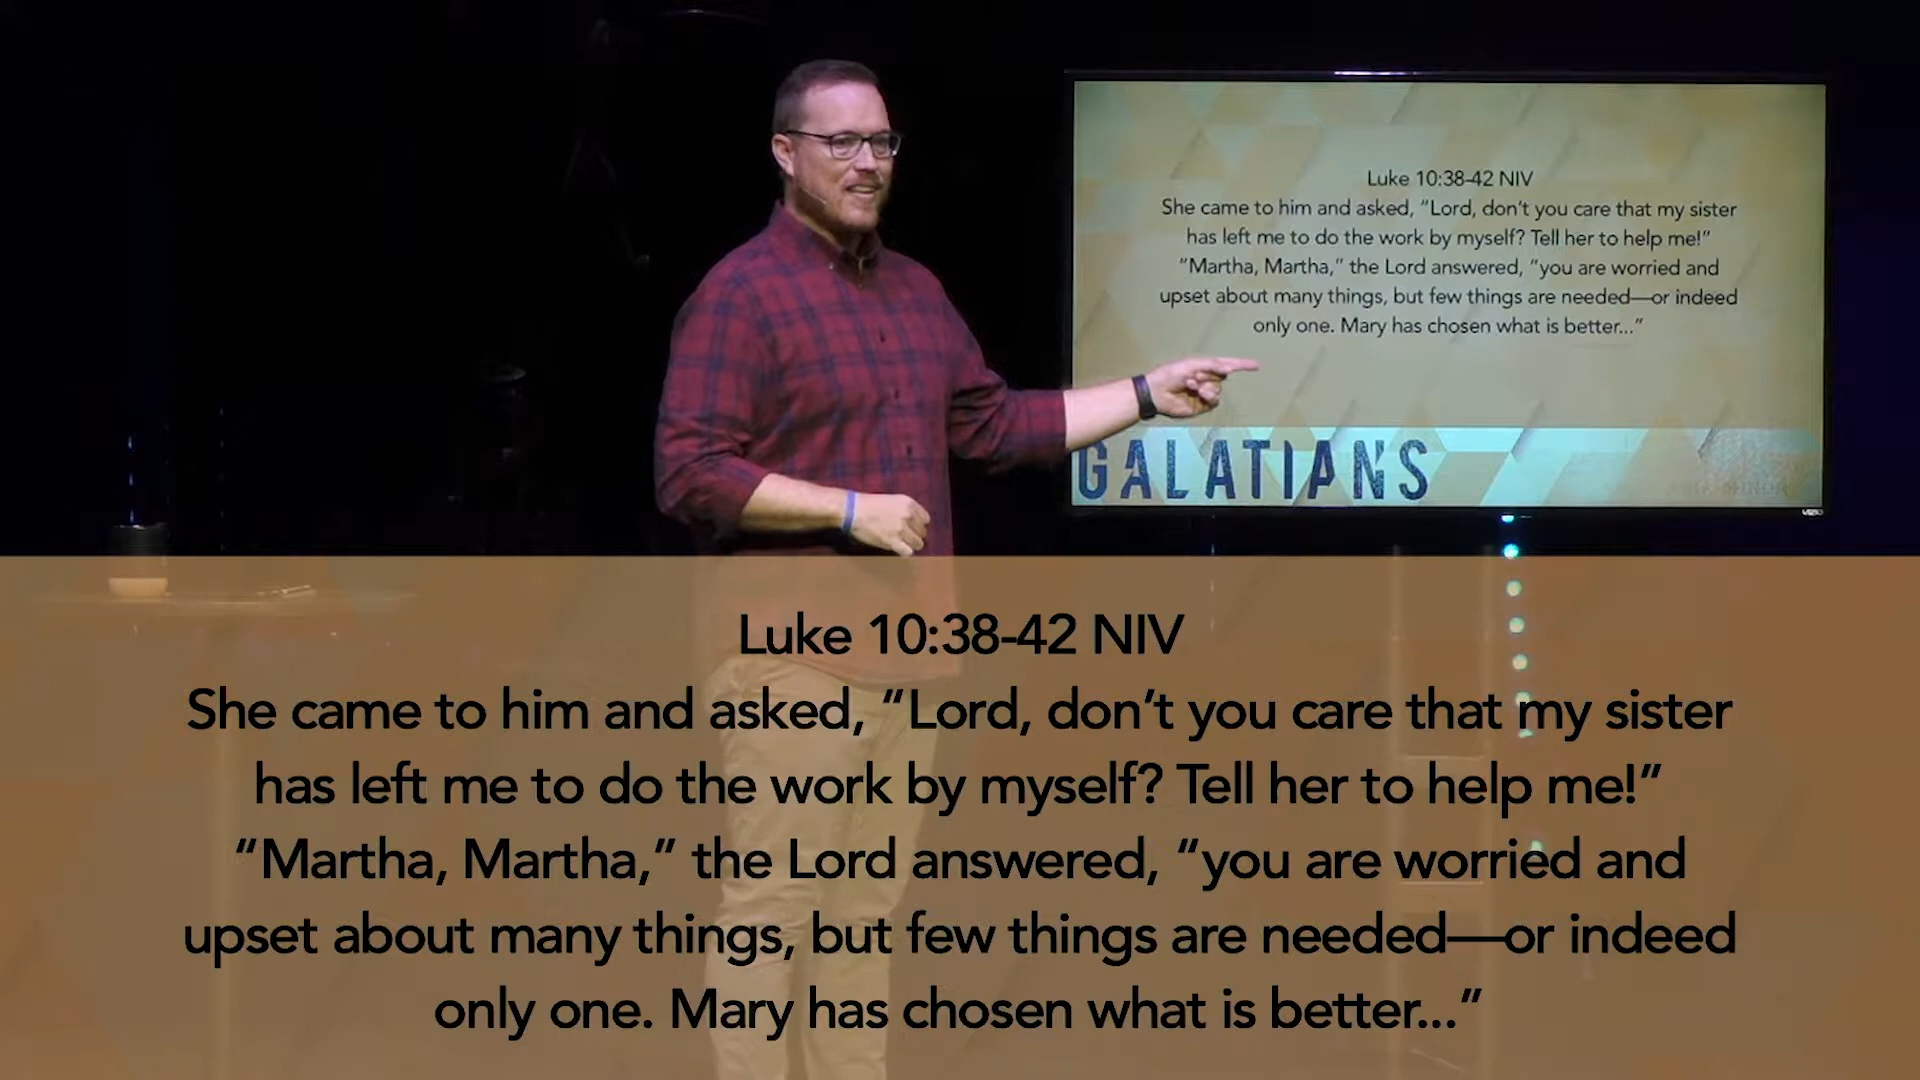 Luke 10:38-42 NIV
She came to him and asked, “Lord, don’t you care that my sister
has left me to do the work by myself? Tell her to help me!”
“Martha, Martha,” the Lord answered, “you are worried and
upset about many things, but few things are needed—or indeed
only one. Mary has chosen what is better...”
GALATIANS
VIZIO
Luke 10:38-42 NIV
She came to him and asked, “Lord, don’t you care that my sister
has left me to do the work by myself? Tell her to help me!”
“Martha, Martha,” the Lord answered, “you are worried and
upset about many things, but few things are needed—or indeed
only one. Mary has chosen what is better...”